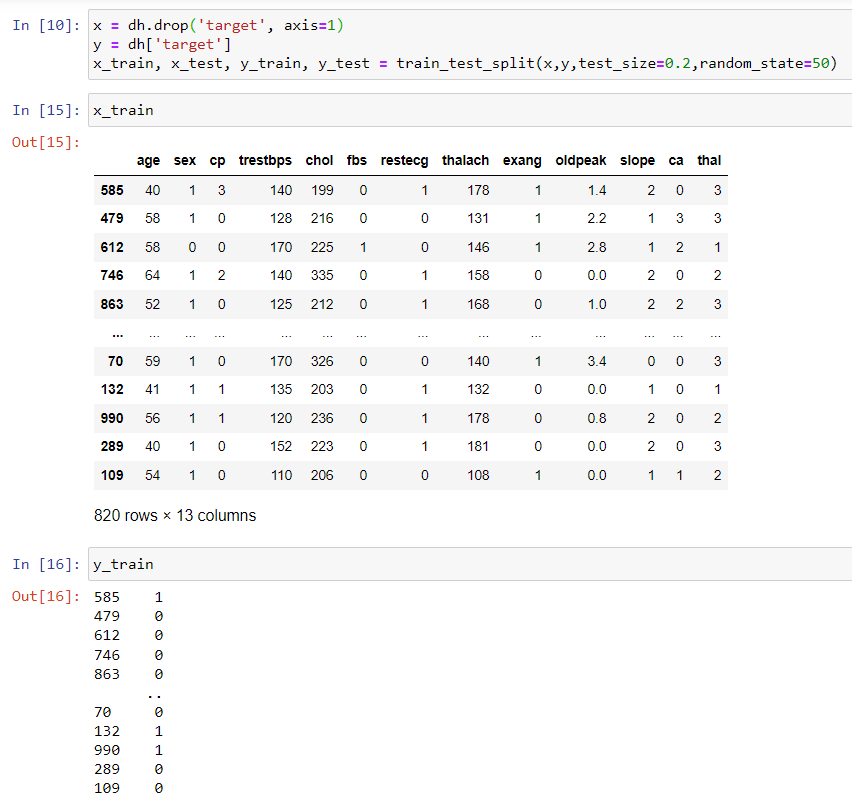 In [10]: x = dh.drop('target', axis=1)
y = dh['target']
x_train, x_test, y_train, y_test = train_test_split(x,y,test_size=0.2,random_state=50)
In [15]: x_train
Out[15]:
age sex cp trestbps chol fbs restecg thalach exang oldpeak slope ca thal
585 40 1 3 140 199 0 1 178 1 1.4 2 0 3
479 58 1 0 128 216 0 0 131 1 2.2 1 3 3
612 58 0 0 170 225 1 0 146 1 2.8 1 2 1
746 64 1 2 140 335 0 1 158 0 0.0 2 0 2
863 52 1 0 125 212 0 1 168 0 1.0 2 2 3
... ... ... ... ... ... ... ... ... ... ... ... ... ...
70 59 1 0 170 326 0 0 140 1 3.4 0 0 3
132 41 1 1 135 203 0 1 132 0 0.0 1 0 1
990 56 1 1 120 236 0 1 178 0 0.8 2 0 2
289 40 1 0 152 223 0 1 181 0 0.0 2 0 3
109 54 1 0 110 206 0 0 108 1 0.0 1 1 2
820 rows × 13 columns
In [16]: y_train
Out[16]: 585 1
479 0
612 0
746 0
863 0
..
70 0
132 1
990 1
289 0
109 0